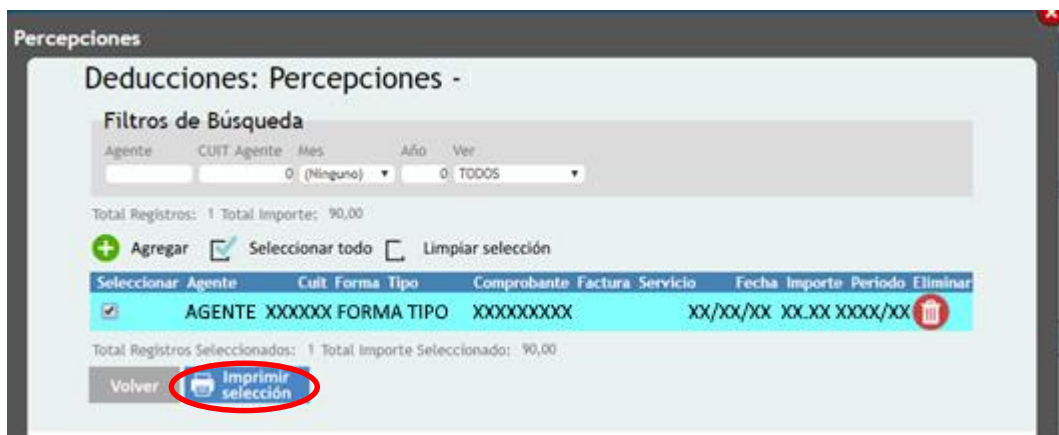 Percepciones
Deducciones: Percepciones -
Filtros de Búsqueda
Agente CUIT Agente Mes Año Ver
0 (Ninguno) 0 TODOS
Total Registros: 1 Total Importe: 90,00
Agregar Seleccionar todo Limpiar selección
Seleccionar Agente Cuit Forma Tipo Comprobante Factura Servicio Fecha Importe Periodo Eliminar
AGENTE XXXXXX FORMA TIPO XXXXXXXXX XX/XX/XX XX.XX XXXX/XX
Total Registros Seleccionados: 1 Total Importe Seleccionado: 90,00
Volver Imprimir
selección